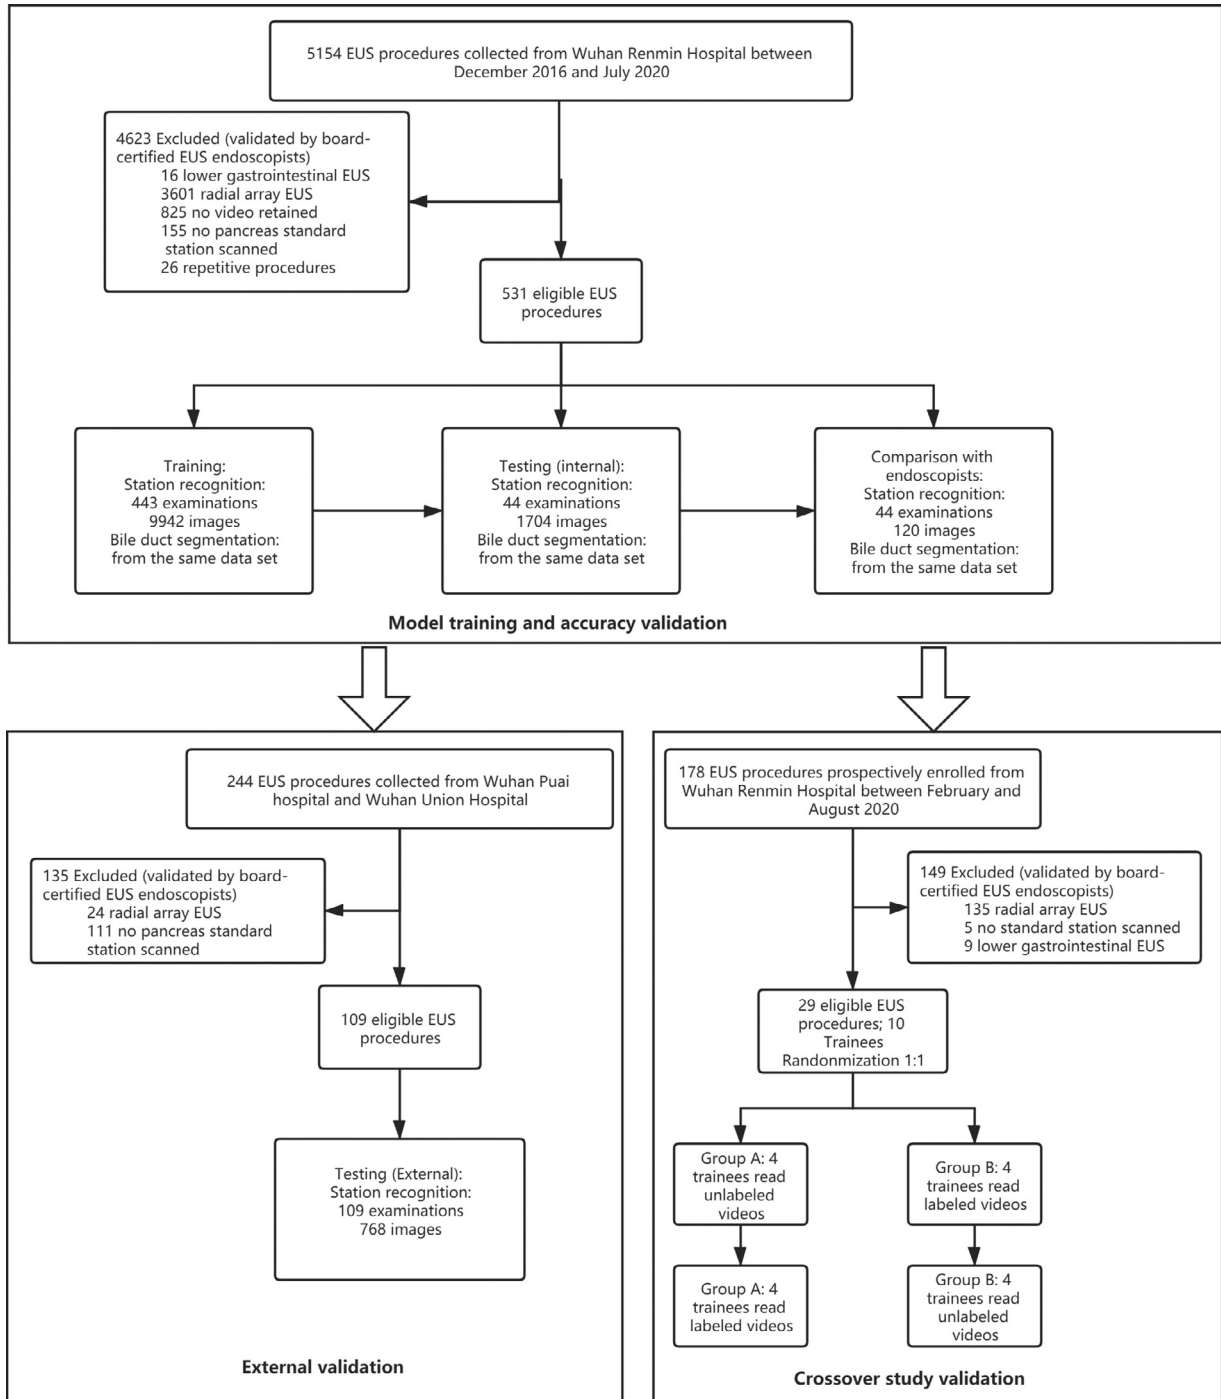 5154 EUS procedures collected from Wuhan Renmin Hospital between
December 2016 and July 2020
4623 Excluded (validated by board-
certified EUS endoscopists)
16 lower gastrointestinal EUS
3601 radial array EUS
825 no video retained
155 no pancreas standard
station scanned
26 repetitive procedures
531 eligible EUS
procedures
Training:
Station recognition:
443 examinations
9942 images
Bile duct segmentation:
from the same data set
Testing (internal):
Station recognition:
44 examinations
1704 images
Bile duct segmentation:
from the same data set
Comparison with
endoscopists:
Station recognition:
44 examinations
120 images
Bile duct segmentation:
from the same data set
Model training and accuracy validation
244 EUS procedures collected from Wuhan Puai
hospital and Wuhan Union Hospital
135 Excluded (validated by board-
certified EUS endoscopists)
24 radial array EUS
111 no pancreas standard
station scanned
109 eligible EUS
procedures
Testing (External):
Station recognition:
109 examinations
768 images
External validation
178 EUS procedures prospectively enrolled from
Wuhan Renmin Hospital between February and
August 2020
149 Excluded (validated by board-
certified EUS endoscopists)
135 radial array EUS
5 no standard station scanned
9 lower gastrointestinal EUS
29 eligible EUS
procedures; 10
Trainees
Randonmization 1:1
Group A: 4
trainees read
unlabeled
videos
Group B: 4
trainees read
labeled videos
Group A: 4
trainees read
labeled videos
Group B: 4
trainees read
unlabeled
videos
Crossover study validation